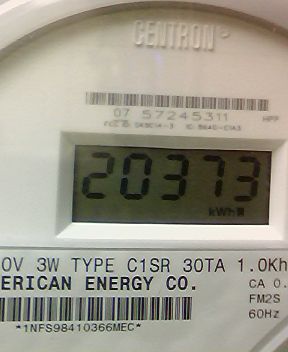 CENTRON
07 57245311 HPP
20373
kWh
0V 3W TYPE C1SR 30TA 1.0Kh
ERICAN ENERGY CO. CA 0.
FM2S
*1NFS98410366MEC* 60Hz